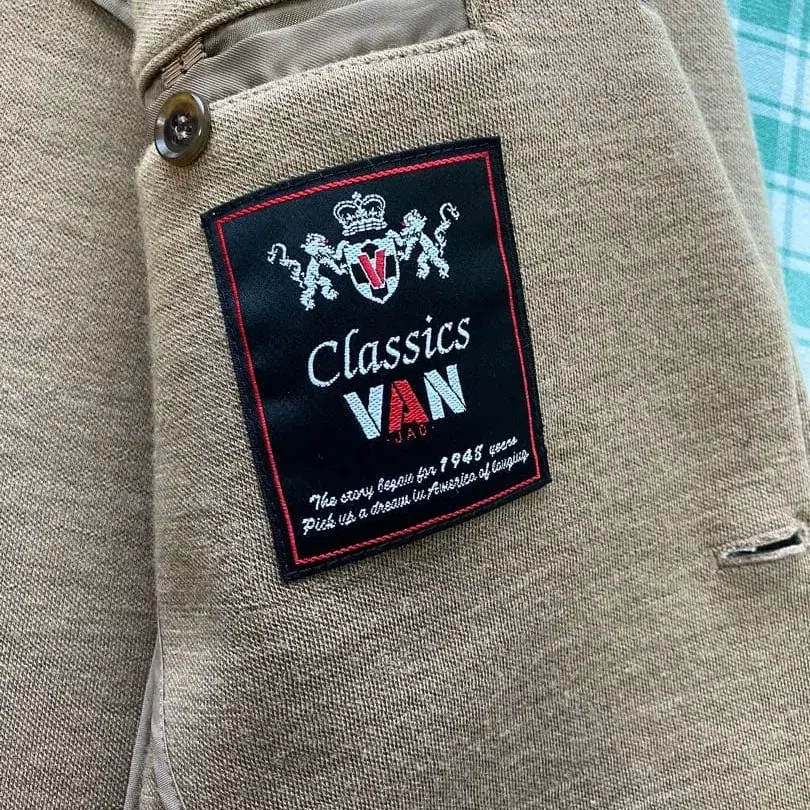 V
Classics
VAN
·JAC·
The story began for 1948 years
Pick up a dream in America of longing